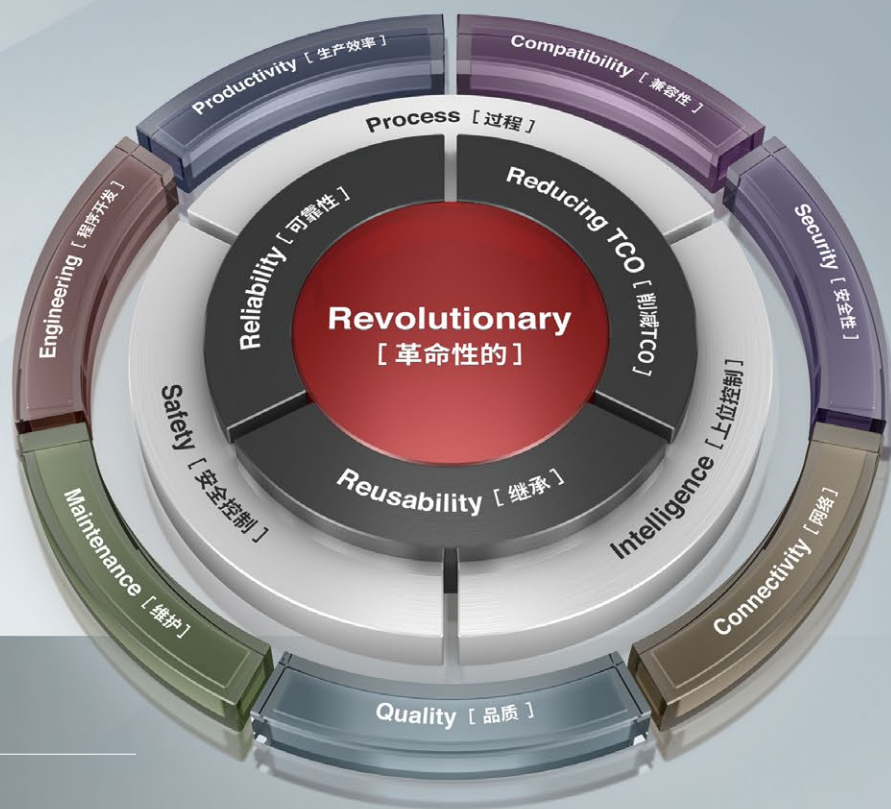 Productivity [ 生产效率 ]
Compatibility [ 兼容性 ]
Process [ 过程 ]
Engineering [ 程序开发 ]
Reliability [ 可靠性 ]
Reducing TCO [ 削减TCO ]
Security [ 安全性 ]
Revolutionary
[ 革命性的 ]
Safety [ 安全控制 ]
Reusability [ 继承 ]
Intelligence [ 上位控制 ]
Maintenance [ 维护 ]
Connectivity [ 网络 ]
Quality [ 品质 ]